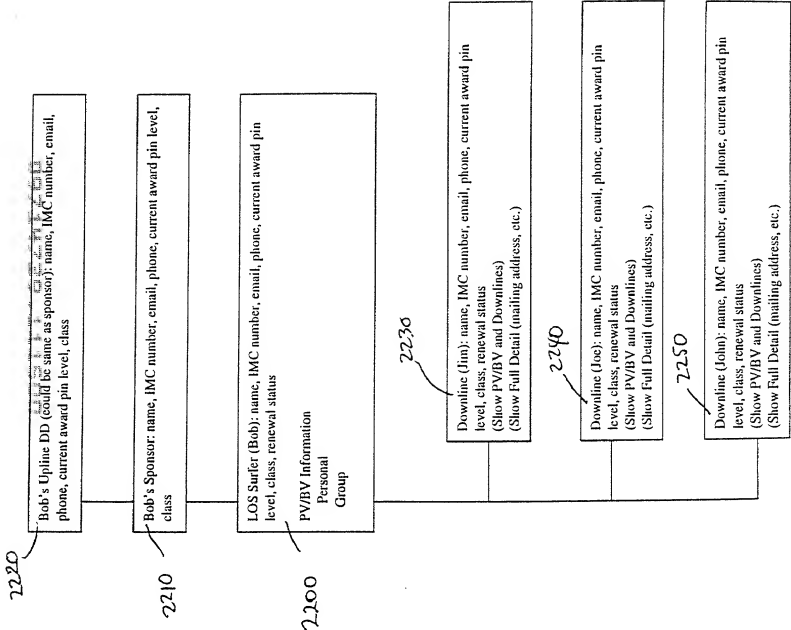 2220
Bob's Upline DD (could be same as sponsor): name, IMC number, email,
phone, current award pin level, class
2210
Bob's Sponsor: name, IMC number, email, phone, current award pin level,
class
2200
LOS Surfer (Bob): name, IMC number, email, phone, current award pin
level, class, renewal status
PV/BV Information
Personal
Group
2230
Downline (Jim): name, IMC number, email, phone, current award pin
level, class, renewal status
(Show PV/BV and Downlines)
(Show Full Detail (mailing address, etc.)
2240
Downline (Joe): name, IMC number, email, phone, current award pin
level, class, renewal status
(Show PV/BV and Downlines)
(Show Full Detail (mailing address, etc.)
2250
Downline (John): name, IMC number, email, phone, current award pin
level, class, renewal status
(Show PV/BV and Downlines)
(Show Full Detail (mailing address, etc.)